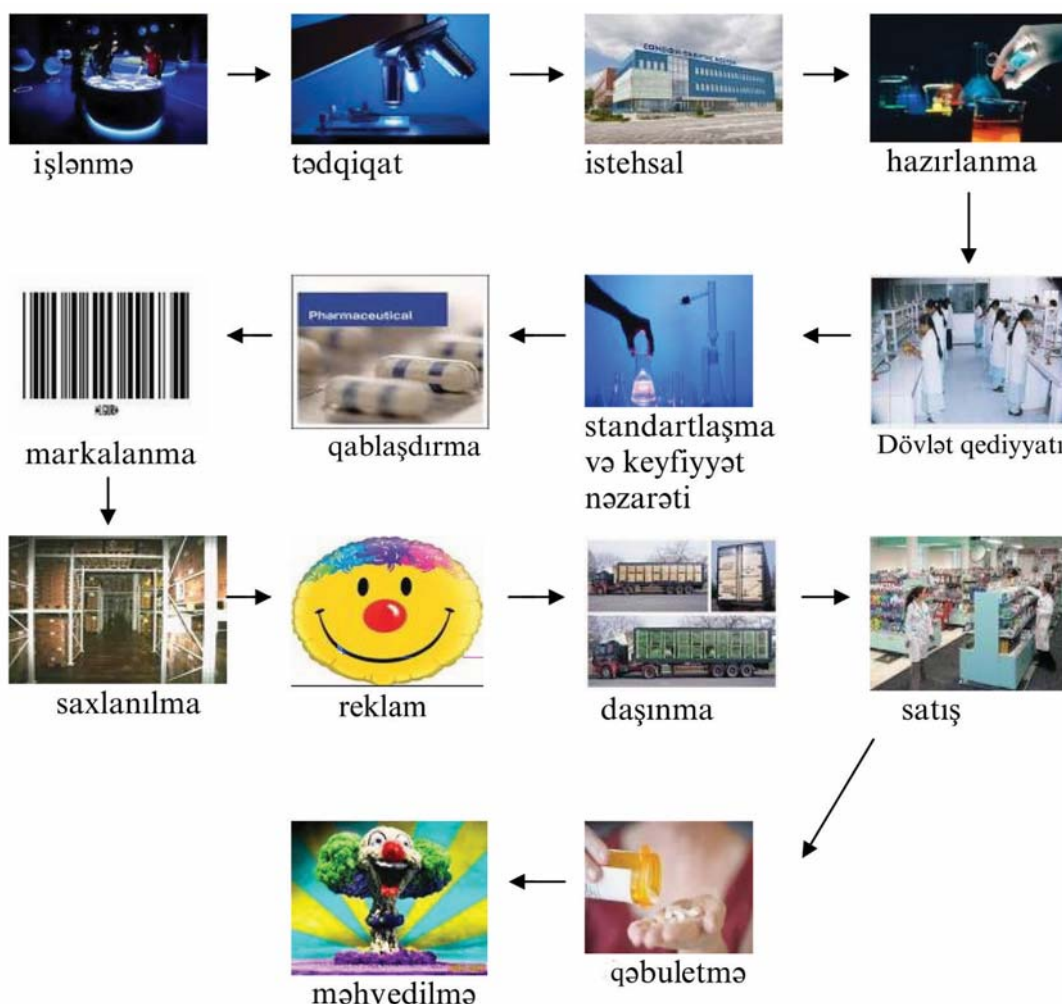 işlənmə
tədqiqat
istehsal
hazırlanma
Dövlət qediyyatı
standartlaşma
və keyfiyyət
nəzarəti
Pharmaceutical
qablaşdırma
markalanma
saxlanılma
reklam
daşınma
satış
qəbuletmə
məhvedilmə